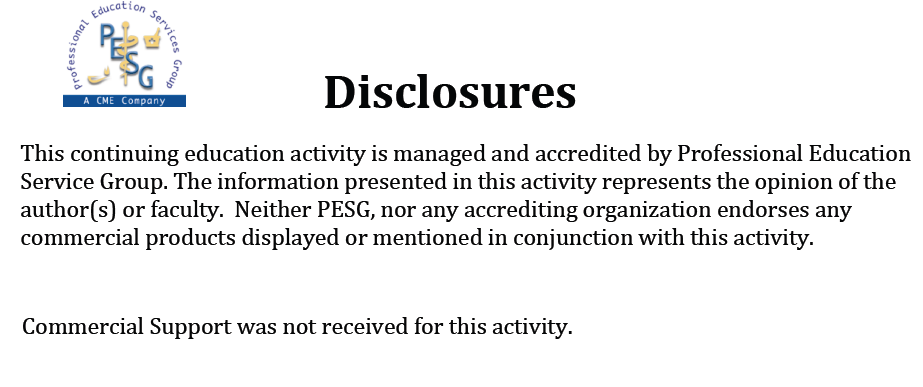 Professional Education Services Group
PESG
A CME Company
Disclosures
This continuing education activity is managed and accredited by Professional Education
Service Group. The information presented in this activity represents the opinion of the
author(s) or faculty.  Neither PESG, nor any accrediting organization endorses any
commercial products displayed or mentioned in conjunction with this activity.
Commercial Support was not received for this activity.